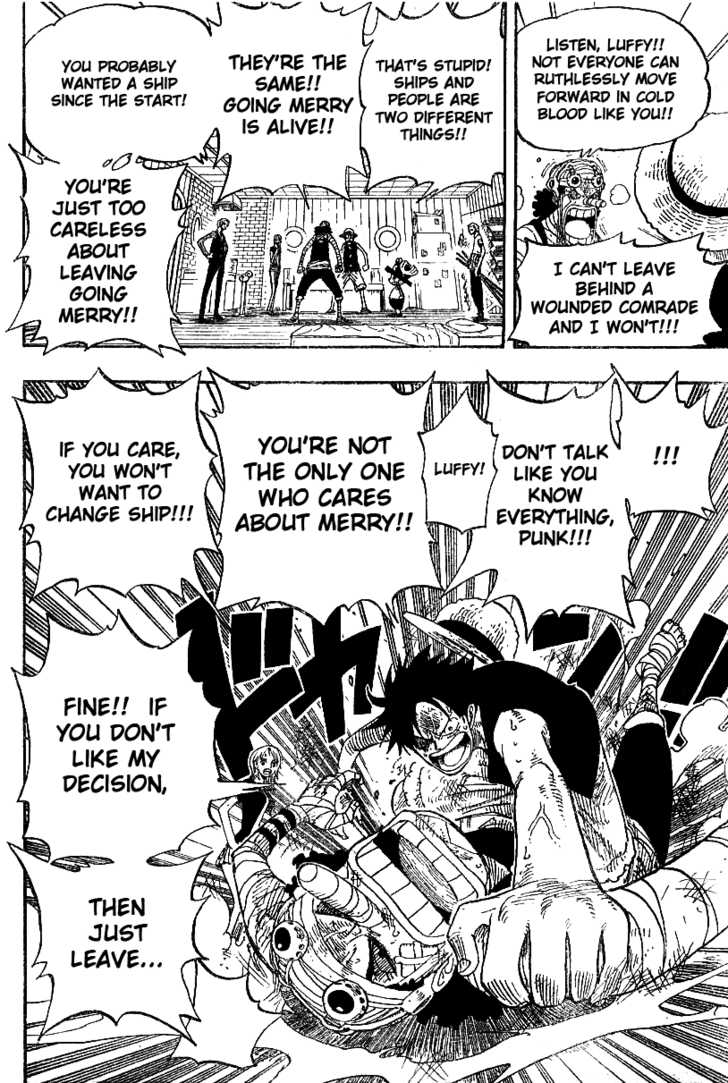 LISTEN, LUFFY!!
NOT EVERYONE CAN
RUTHLESSLY MOVE
FORWARD IN COLD
BLOOD LIKE YOU!!
I CAN'T LEAVE
BEHIND A
WOUNDED COMRADE
AND I WON'T!!!
THAT'S STUPID!
SHIPS AND
PEOPLE ARE
TWO DIFFERENT
THINGS!!
THEY'RE THE
SAME!!
GOING MERRY
IS ALIVE!!
YOU PROBABLY
WANTED A SHIP
SINCE THE START!
YOU'RE
JUST TOO
CARELESS
ABOUT
LEAVING
GOING
MERRY!!
!!!
DON'T TALK
LIKE YOU
KNOW
EVERYTHING,
PUNK!!!
LUFFY!
YOU'RE NOT
THE ONLY ONE
WHO CARES
ABOUT MERRY!!
IF YOU CARE,
YOU WON'T
WANT TO
CHANGE SHIP!!!
FINE!! IF
YOU DON'T
LIKE MY
DECISION,
THEN
JUST
LEAVE...